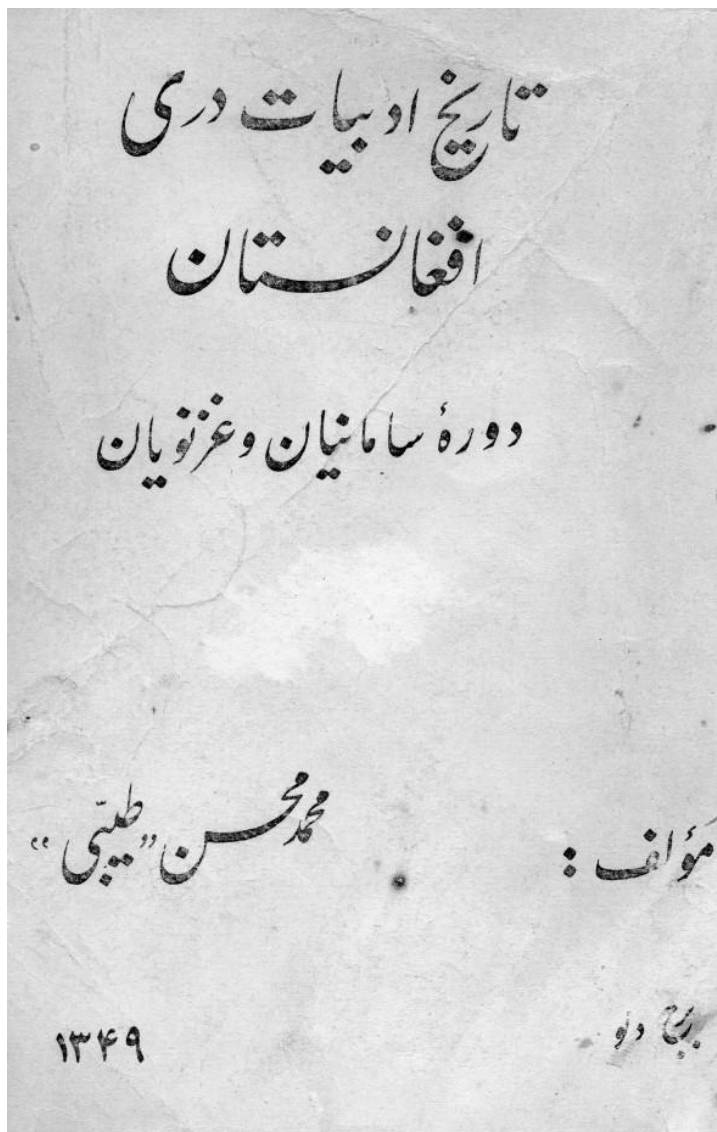 تاریخ ادبیات دری
افغانستان
دورهٔ سامانیان و غزنویان
مؤلف : محمد محسن «طیبی»
برج دلو ۱۳۴۹